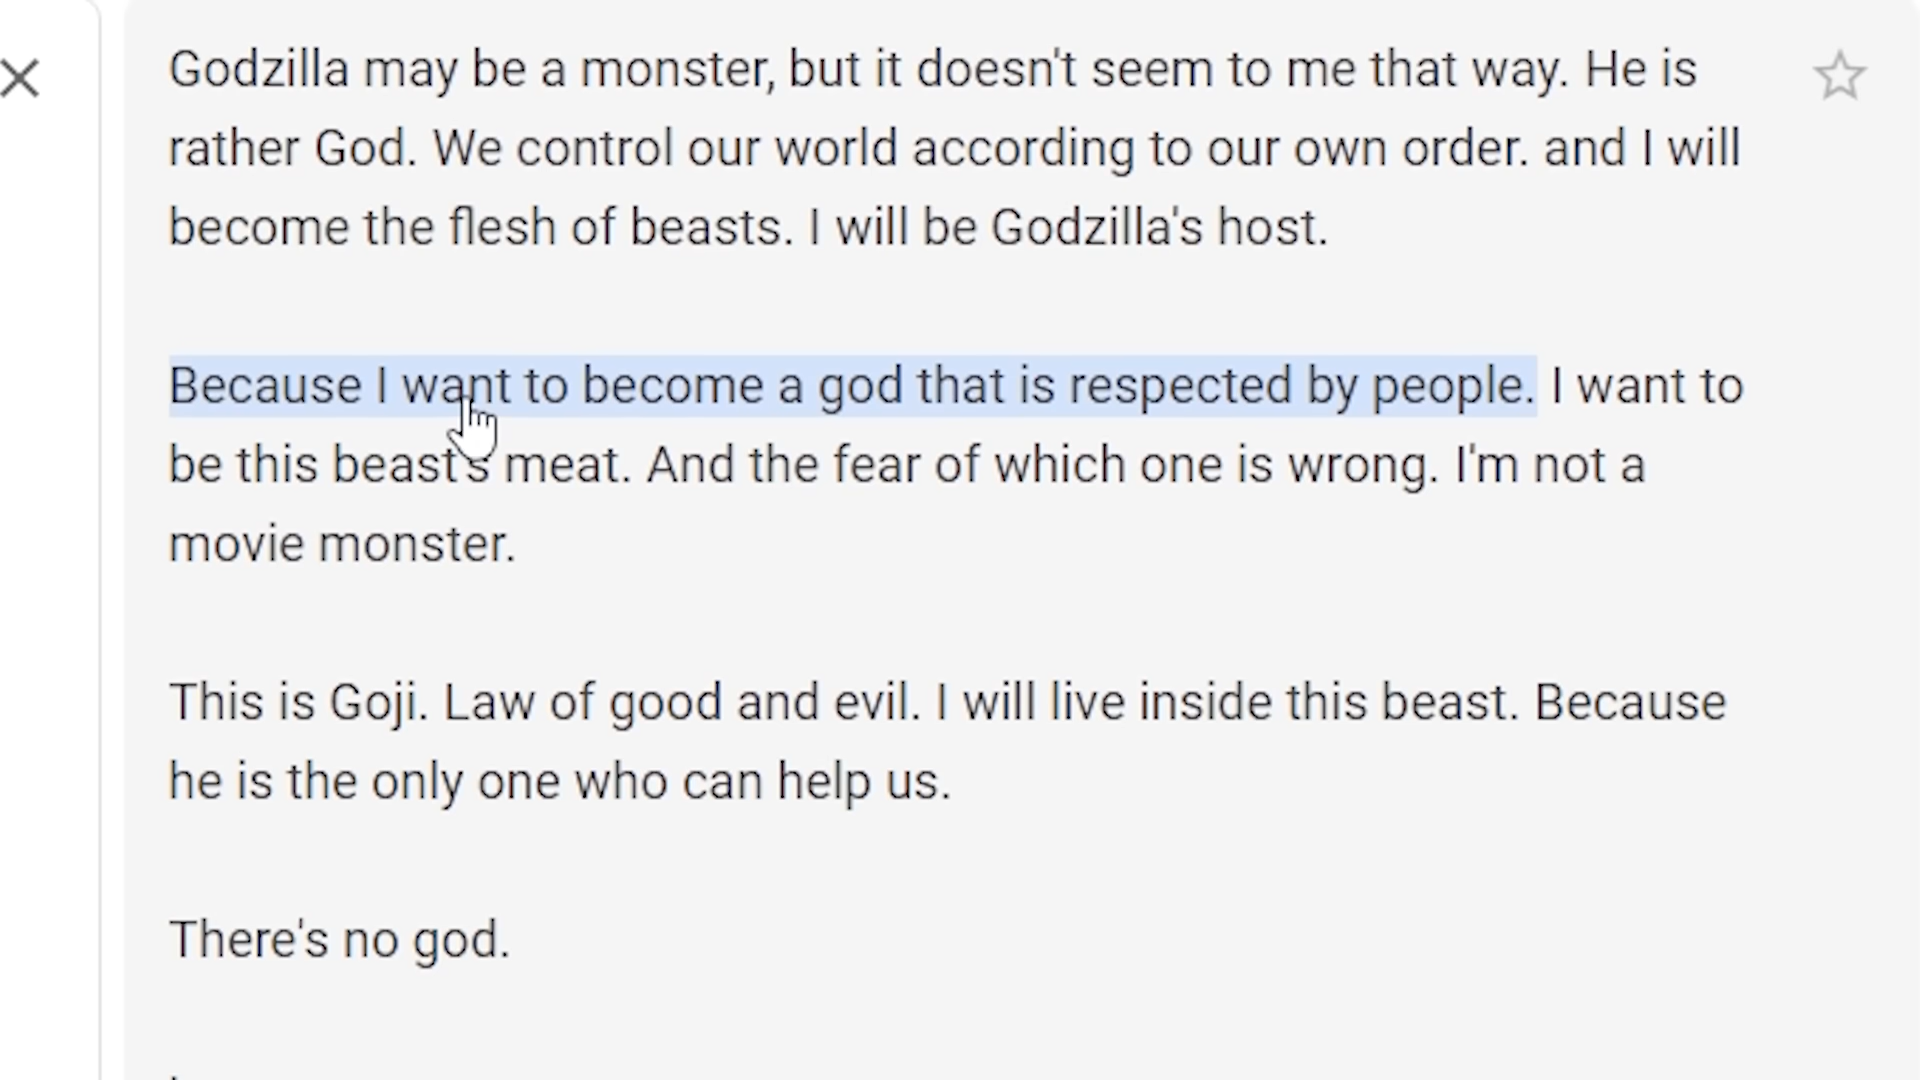 Godzilla may be a monster, but it doesn't seem to me that way. He is
rather God. We control our world according to our own order. and I will
become the flesh of beasts. I will be Godzilla's host.
Because I want to become a god that is respected by people. I want to
be this beast's meat. And the fear of which one is wrong. I'm not a
movie monster.
This is Goji. Law of good and evil. I will live inside this beast. Because
he is the only one who can help us.
There's no god.